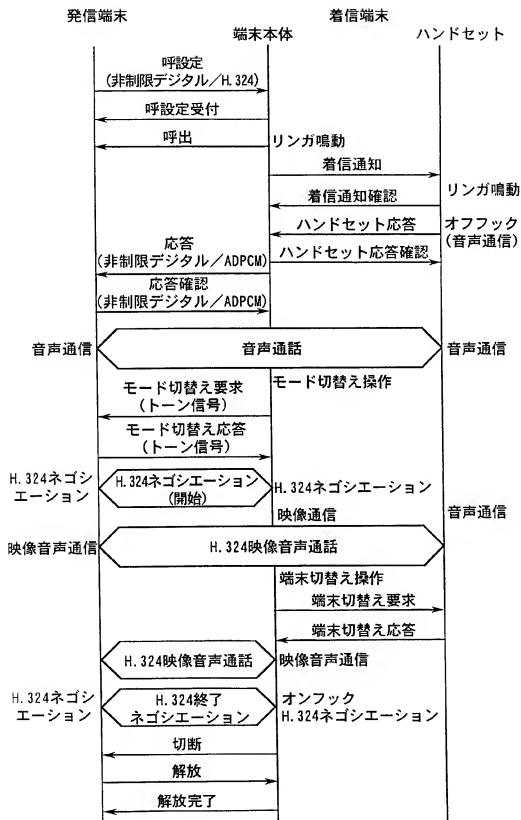 発信端末
着信端末
端末本体
ハンドセット
呼設定
(非制限デジタル／H.324)
呼設定受付
呼出
リンガ鳴動
着信通知
リンガ鳴動
着信通知確認
ハンドセット応答
オフフック
(音声通信)
応答
(非制限デジタル／ADPCM)
ハンドセット応答確認
応答確認
(非制限デジタル／ADPCM)
音声通信
音声通話
音声通信
モード切替え操作
モード切替え要求
(トーン信号)
モード切替え応答
(トーン信号)
H.324ネゴシ
エーション
H.324ネゴシエーション
(開始)
H.324ネゴシエーション
映像通信
音声通信
映像音声通信
H.324映像音声通話
端末切替え操作
端末切替え要求
端末切替え応答
H.324映像音声通話
映像音声通信
H.324ネゴシ
エーション
H.324終了
ネゴシエーション
オンフック
H.324ネゴシエーション
切断
解放
解放完了